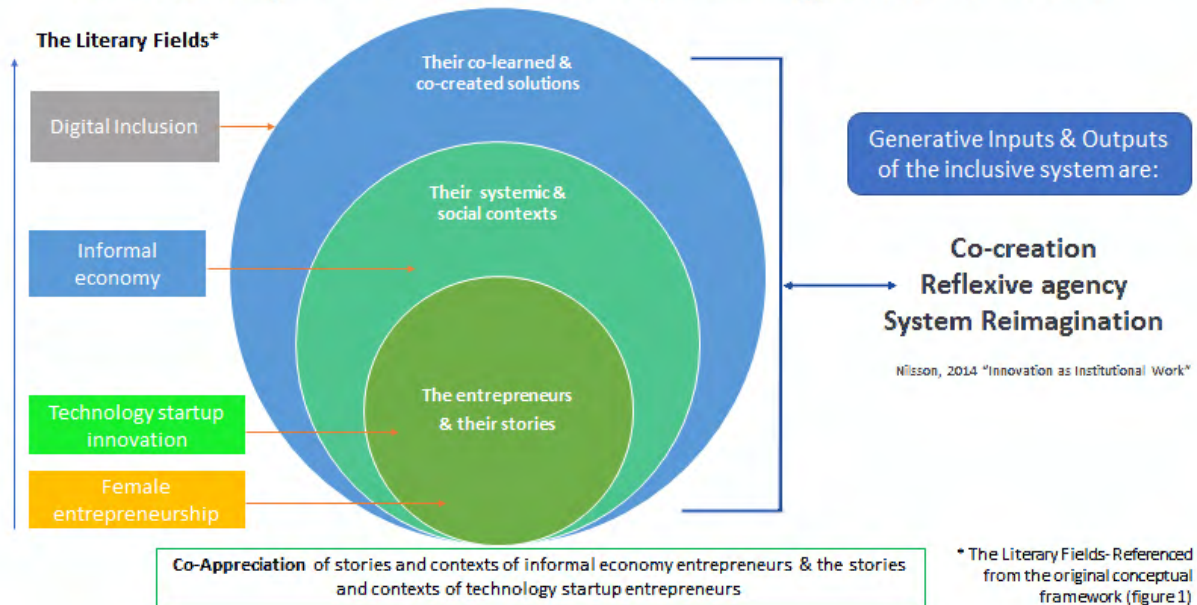 The Literary Fields*
Digital Inclusion
Informal
economy
Technology startup
innovation
Female
entrepreneurship
Their co-learned &
co-created solutions
Their systemic &
social contexts
The entrepreneurs
& their stories
Generative Inputs & Outputs
of the inclusive system are:
Co-creation
Reflexive agency
System Reimagination
Nilsson, 2014 "Innovation as Institutional Work"
Co-Appreciation of stories and contexts of informal economy entrepreneurs & the stories
and contexts of technology startup entrepreneurs
* The Literary Fields- Referenced
from the original conceptual
framework (figure 1)